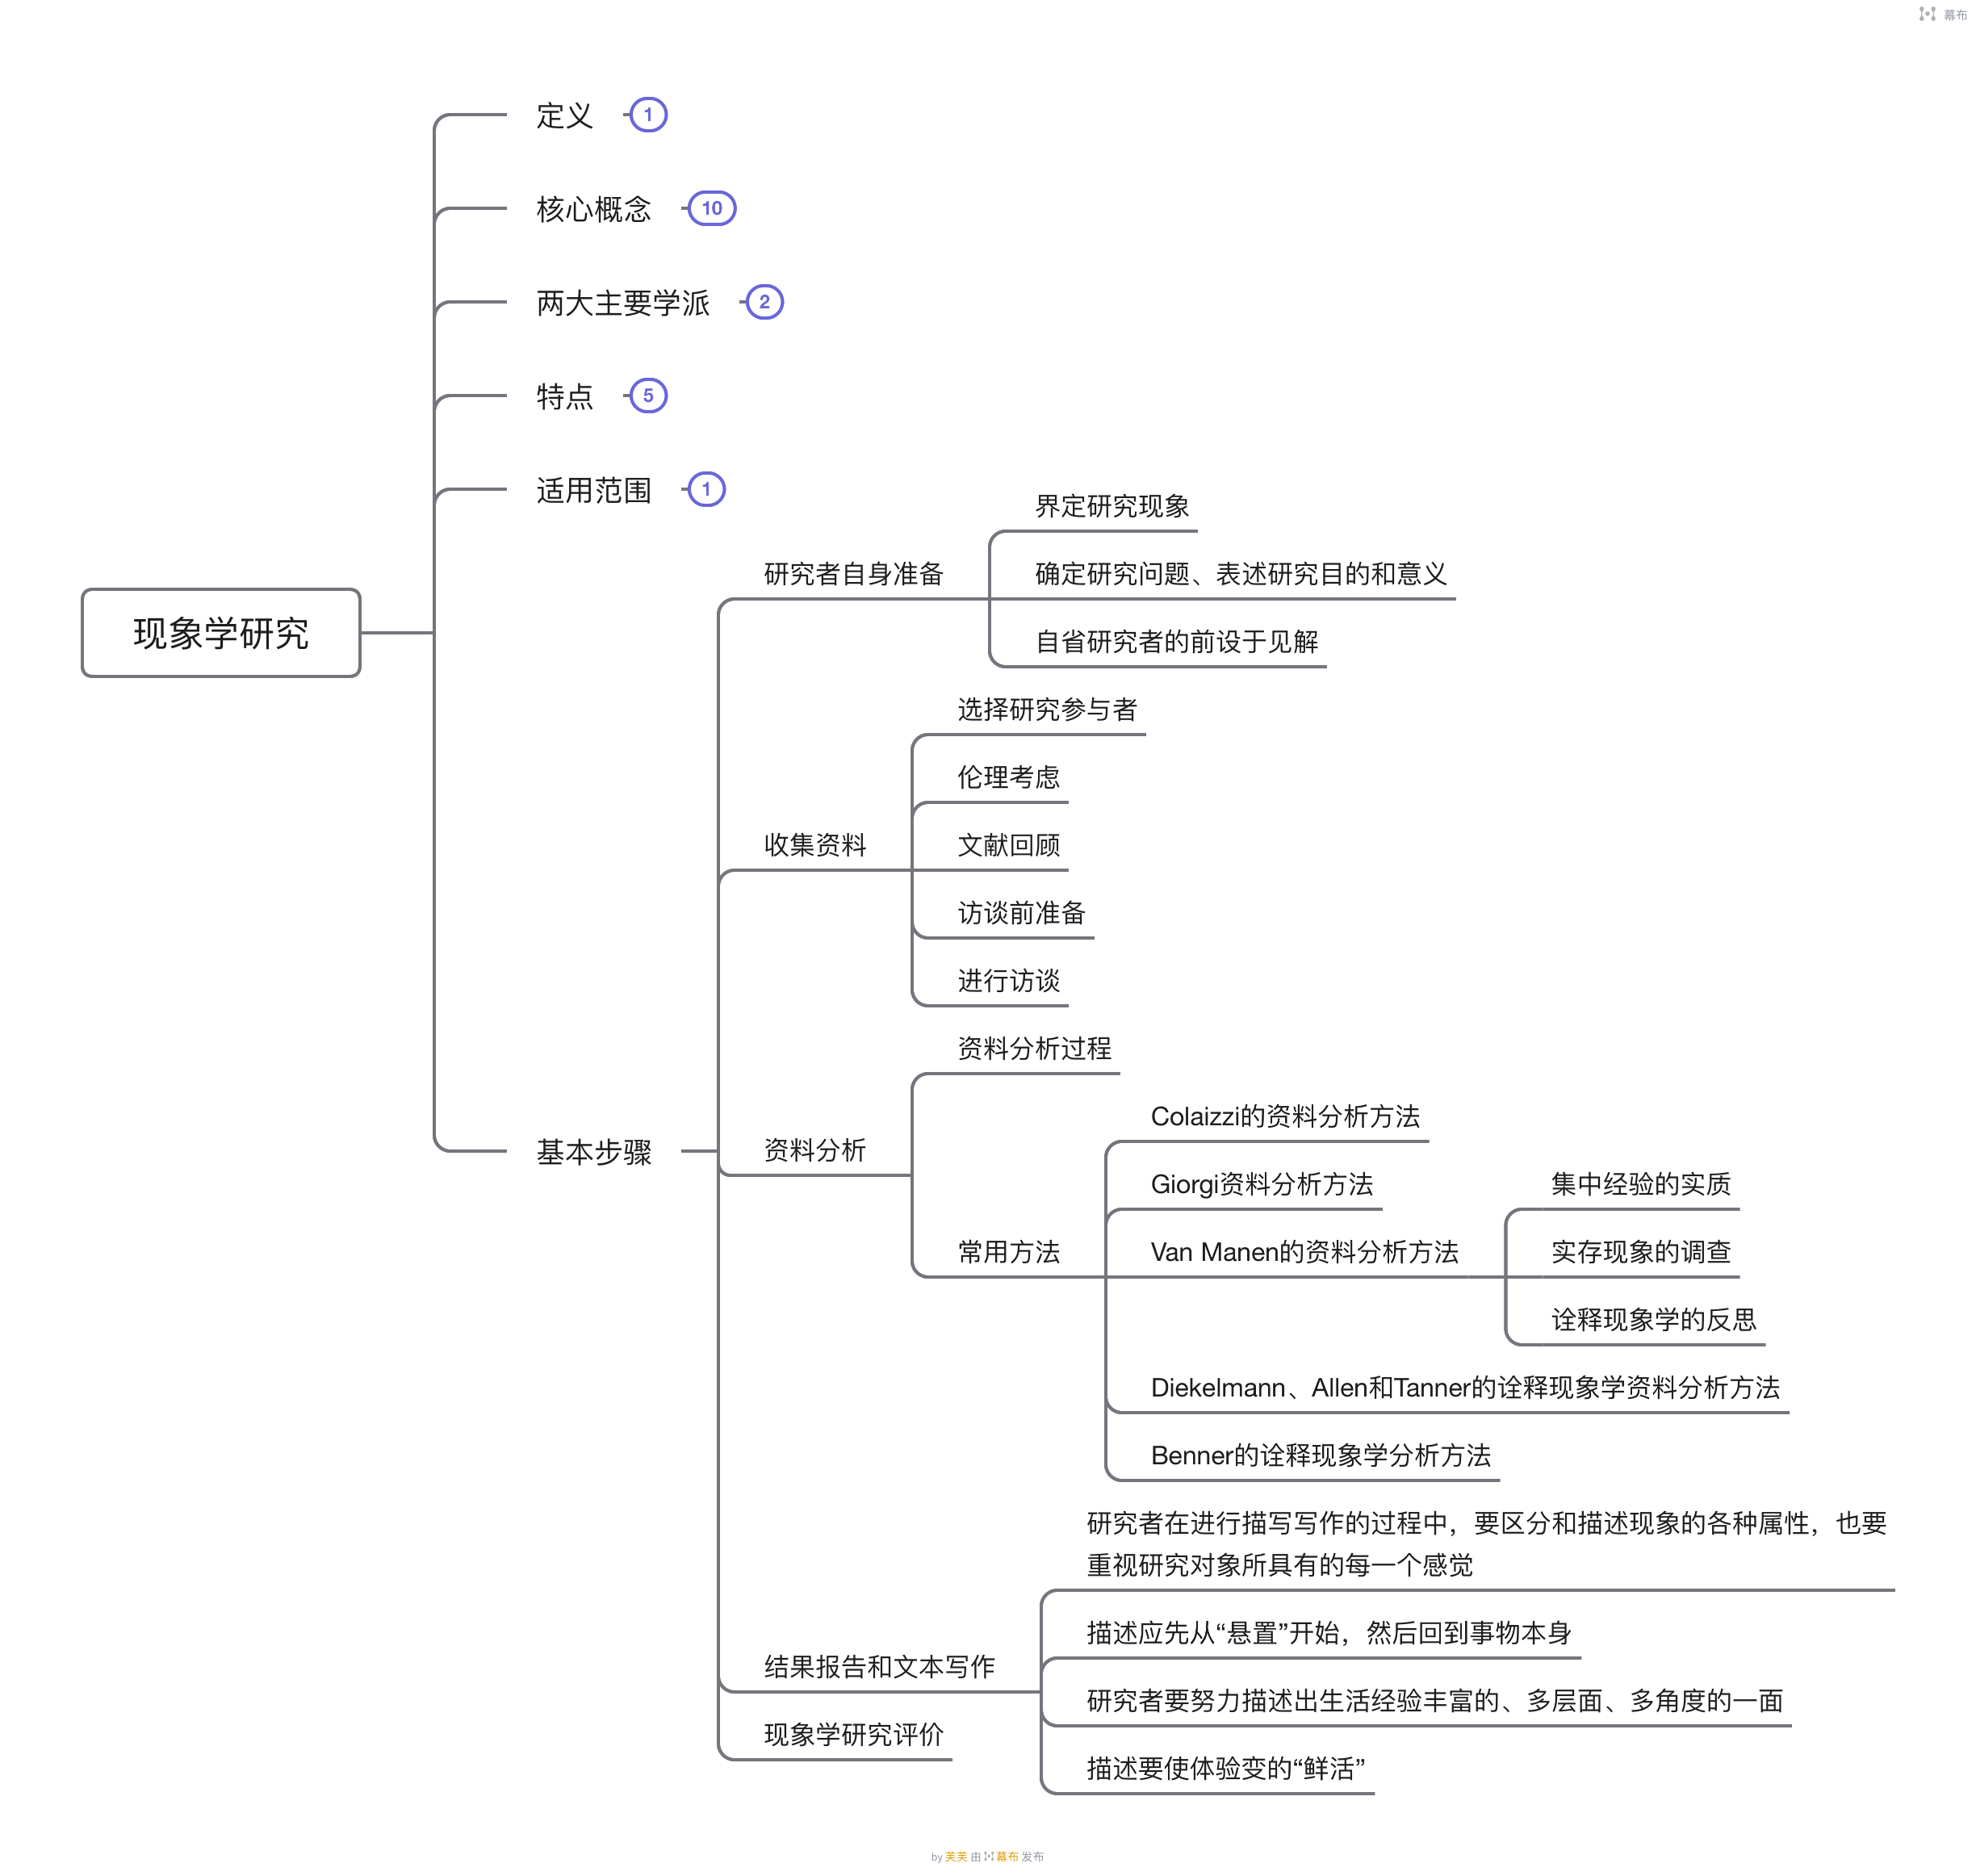 幕布
定义 1
核心概念 10
两大主要学派 2
特点 5
适用范围 1
现象学研究
基本步骤
研究者自身准备
界定研究现象
确定研究问题、表述研究目的和意义
自省研究者的前设于见解
收集资料
选择研究参与者
伦理考虑
文献回顾
访谈前准备
进行访谈
资料分析
资料分析过程
常用方法
Colaizzi的资料分析方法
Giorgi资料分析方法
Van Manen的资料分析方法
集中经验的实质
实存现象的调查
诠释现象学的反思
Diekelmann、Allen和Tanner的诠释现象学资料分析方法
Benner的诠释现象学分析方法
结果报告和文本写作
研究者在进行描写写作的过程中，要区分和描述现象的各种属性，也要
重视研究对象所具有的每一个感觉
描述应先从“悬置”开始，然后回到事物本身
研究者要努力描述出生活经验丰富的、多层面、多角度的一面
描述要使体验变的“鲜活”
现象学研究评价
by 芙芙 由 幕布 发布